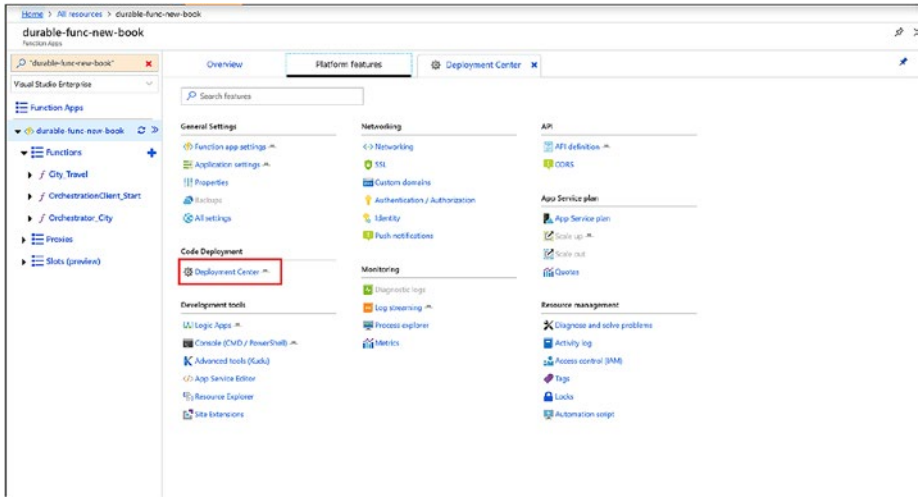 Home > All resources > durable-func-new-book
durable-func-new-book
Function Apps
"durable-func-new-book"
Visual Studio Enterprise
Function Apps
durable-func-new-book
Functions
City_Travel
OrchestrationClient_Start
Orchestrator_City
Proxies
Slots (preview)
Overview
Platform features
Deployment Center
Search features
General Settings
Function app settings
Application settings
Properties
Backups
All settings
Code Deployment
Deployment Center
Development tools
Logic Apps
Console (CMD / PowerShell)
Advanced tools (Kudu)
App Service Editor
Resource Explorer
Site Extensions
Networking
Networking
SSL
Custom domains
Authentication / Authorization
Identity
Push notifications
Monitoring
Diagnostic logs
Log streaming
Process explorer
Metrics
API
API definition
CORS
App Service plan
App Service plan
Scale up
Scale out
Quotas
Resource management
Diagnose and solve problems
Activity log
Access control (IAM)
Tags
Locks
Automation script